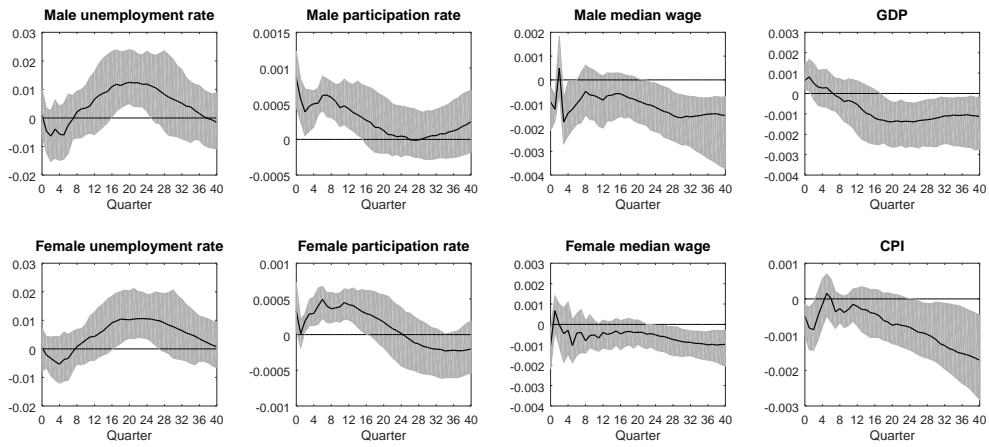 Male unemployment rate
0.03
0.02
0.01
0
-0.01
-0.02
0 4 8 12 16 20 24 28 32 36 40
Quarter
Male participation rate
0.0015
0.001
0.0005
0
-0.0005
0 4 8 12 16 20 24 28 32 36 40
Quarter
Male median wage
0.002
0.001
0
-0.001
-0.002
-0.003
-0.004
0 4 8 12 16 20 24 28 32 36 40
Quarter
GDP
0.003
0.002
0.001
0
-0.001
-0.002
-0.003
-0.004
0 4 8 12 16 20 24 28 32 36 40
Quarter
Female unemployment rate
0.03
0.02
0.01
0
-0.01
-0.02
0 4 8 12 16 20 24 28 32 36 40
Quarter
Female participation rate
0.001
0.0005
0
-0.0005
-0.001
0 4 8 12 16 20 24 28 32 36 40
Quarter
Female median wage
0.003
0.002
0.001
0
-0.001
-0.002
-0.003
-0.004
0 4 8 12 16 20 24 28 32 36 40
Quarter
CPI
0.001
0
-0.001
-0.002
-0.003
0 4 8 12 16 20 24 28 32 36 40
Quarter